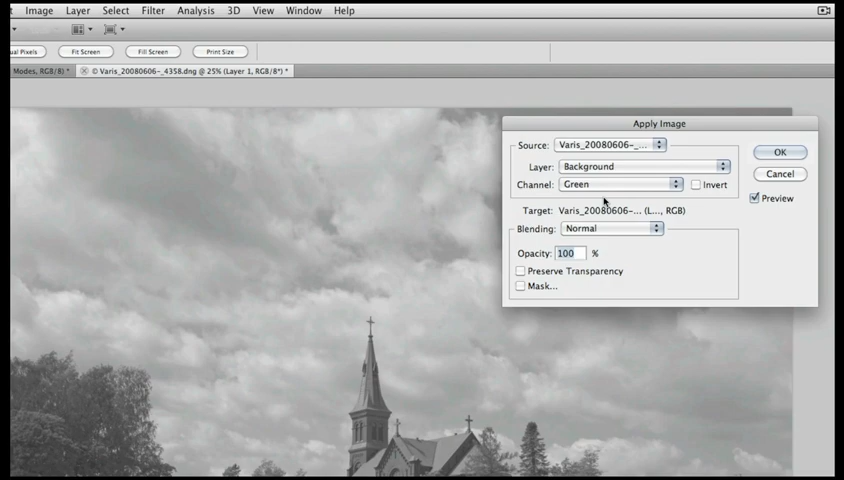 Image Layer Select Filter Analysis 3D View Window Help
ual Pixels Fit Screen Fill Screen Print Size
Modes, RGB/8) * © Varis_20080606-_4358.dng @ 25% (Layer 1, RGB/8*) *
Apply Image
Source: Varis_20080606-_...
OK
Layer: Background
Cancel
Channel: Green Invert
Preview
Target: Varis_20080606-... (L..., RGB)
Blending: Normal
Opacity: 100 %
Preserve Transparency
Mask...